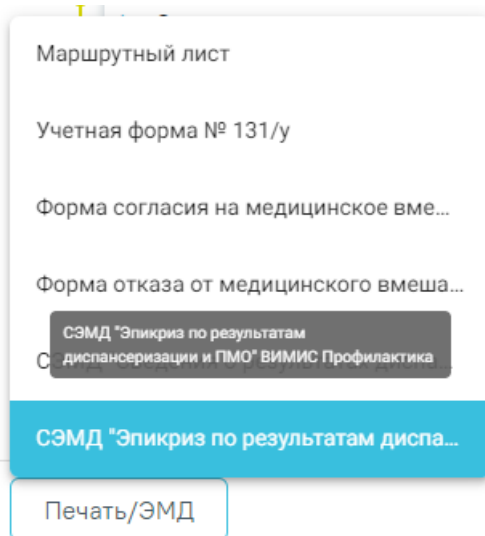 Маршрутный лист
Учетная форма № 131/у
Форма согласия на медицинское вме...
Форма отказа от медицинского вмеша...
СЭМД "Эпикриз по результатам
диспансеризации и ПМО" ВИМИС Профилактика
СЭМД "Эпикриз по результатам диспа...
Печать/ЭМД